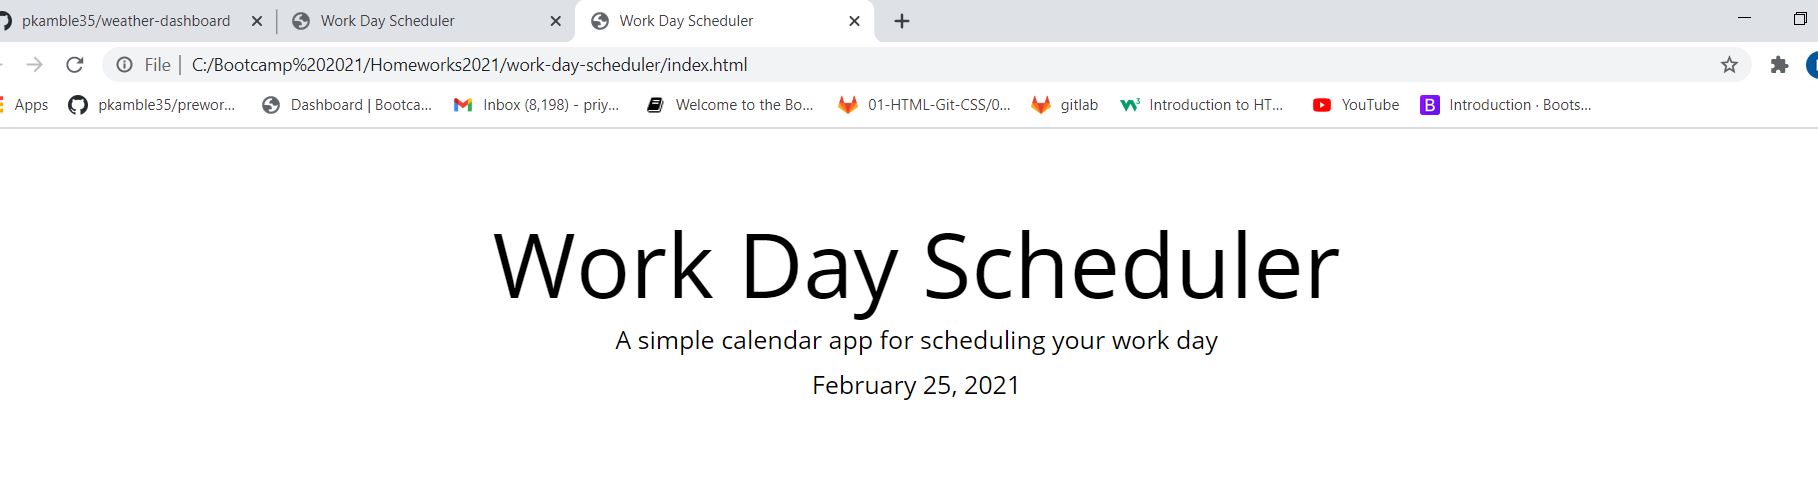 pkamble35/weather-dashboard Work Day Scheduler Work Day Scheduler
File C:/Bootcamp%202021/Homeworks2021/work-day-scheduler/index.html
Apps pkamble35/prewor... Dashboard | Bootca... Inbox (8,198) - priy... Welcome to the Bo... 01-HTML-Git-CSS/0... gitlab Introduction to HT... YouTube B Introduction · Boots...
Work Day Scheduler
A simple calendar app for scheduling your work day
February 25, 2021